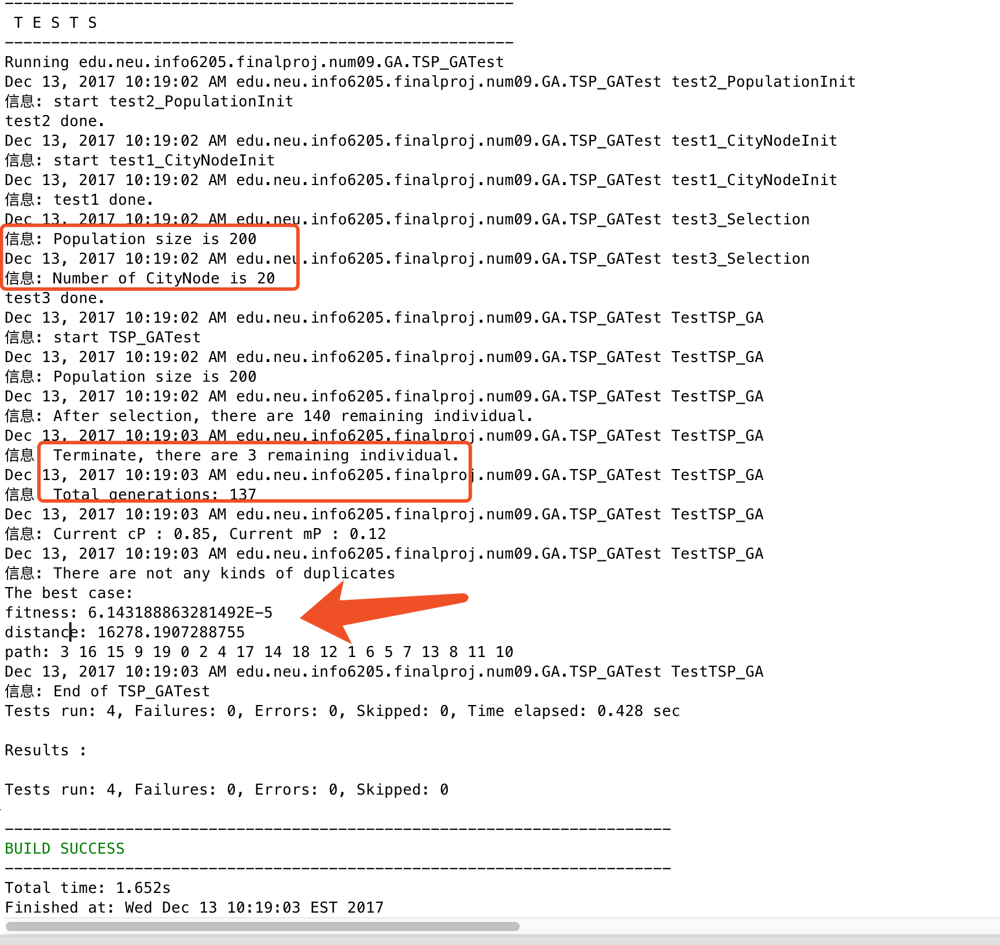 -------------------------------------------------------
 T E S T S
-------------------------------------------------------
Running edu.neu.info6205.finalproj.num09.GA.TSP_GATest
Dec 13, 2017 10:19:02 AM edu.neu.info6205.finalproj.num09.GA.TSP_GATest test2_PopulationInit
信息: start test2_PopulationInit
test2 done.
Dec 13, 2017 10:19:02 AM edu.neu.info6205.finalproj.num09.GA.TSP_GATest test1_CityNodeInit
信息: start test1_CityNodeInit
Dec 13, 2017 10:19:02 AM edu.neu.info6205.finalproj.num09.GA.TSP_GATest test1_CityNodeInit
信息: test1 done.
Dec 13, 2017 10:19:02 AM edu.neu.info6205.finalproj.num09.GA.TSP_GATest test3_Selection
信息: Population size is 200
Dec 13, 2017 10:19:02 AM edu.neu.info6205.finalproj.num09.GA.TSP_GATest test3_Selection
信息: Number of CityNode is 20
test3 done.
Dec 13, 2017 10:19:02 AM edu.neu.info6205.finalproj.num09.GA.TSP_GATest TestTSP_GA
信息: start TSP_GATest
Dec 13, 2017 10:19:02 AM edu.neu.info6205.finalproj.num09.GA.TSP_GATest TestTSP_GA
信息: Population size is 200
Dec 13, 2017 10:19:02 AM edu.neu.info6205.finalproj.num09.GA.TSP_GATest TestTSP_GA
信息: After selection, there are 140 remaining individual.
Dec 13, 2017 10:19:03 AM edu.neu.info6205.finalproj.num09.GA.TSP_GATest TestTSP_GA
信息 Terminate, there are 3 remaining individual.
Dec 13, 2017 10:19:03 AM edu.neu.info6205.finalproj.num09.GA.TSP_GATest TestTSP_GA
信息 Total generations: 137
Dec 13, 2017 10:19:03 AM edu.neu.info6205.finalproj.num09.GA.TSP_GATest TestTSP_GA
信息: Current cP : 0.85, Current mP : 0.12
Dec 13, 2017 10:19:03 AM edu.neu.info6205.finalproj.num09.GA.TSP_GATest TestTSP_GA
信息: There are not any kinds of duplicates
The best case:
fitness: 6.143188863281492E-5
distance: 16278.1907288755
path: 3 16 15 9 19 0 2 4 17 14 18 12 1 6 5 7 13 8 11 10
Dec 13, 2017 10:19:03 AM edu.neu.info6205.finalproj.num09.GA.TSP_GATest TestTSP_GA
信息: End of TSP_GATest
Tests run: 4, Failures: 0, Errors: 0, Skipped: 0, Time elapsed: 0.428 sec
Results :
Tests run: 4, Failures: 0, Errors: 0, Skipped: 0
------------------------------------------------------------------------
BUILD SUCCESS
------------------------------------------------------------------------
Total time: 1.652s
Finished at: Wed Dec 13 10:19:03 EST 2017